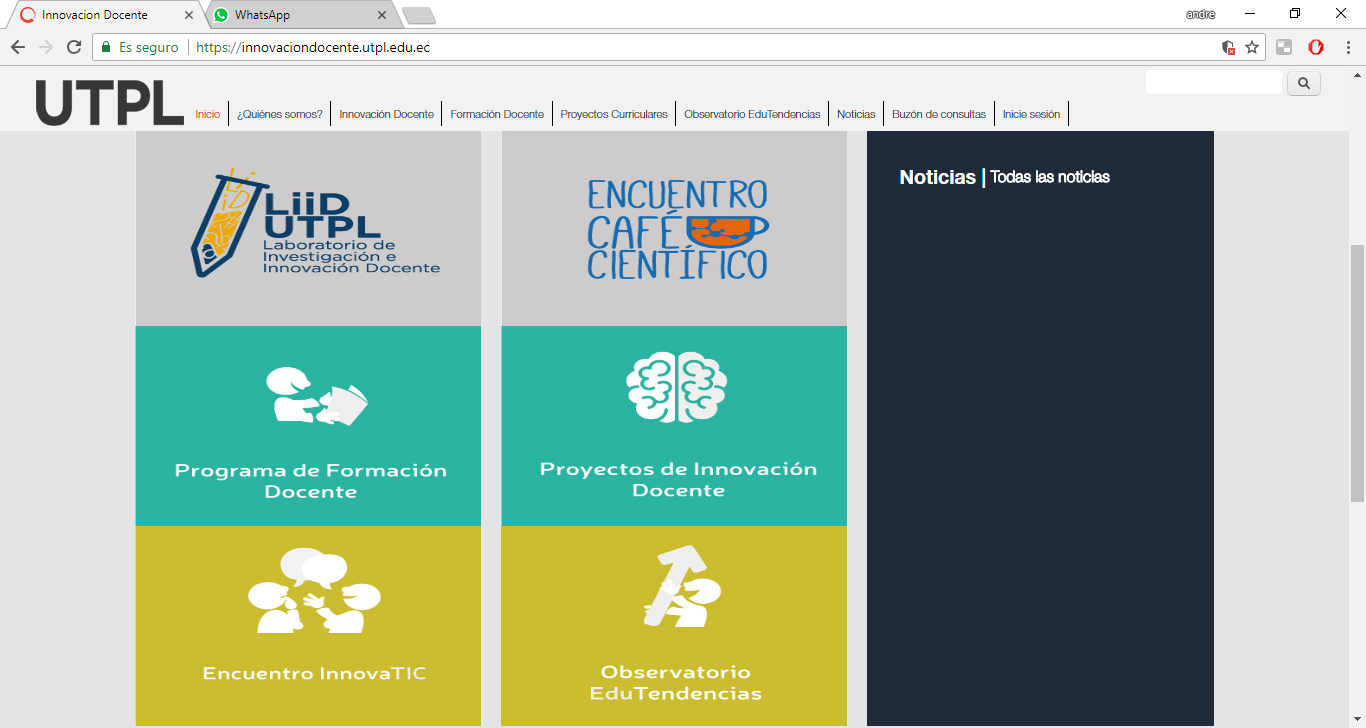 Innovacion Docente
WhatsApp
andre
Es seguro
https://innovaciondocente.utpl.edu.ec
UTPL
Inicio
¿Quiénes somos?
Innovación Docente
Formación Docente
Proyectos Curriculares
Observatorio EduTendencias
Noticias
Buzón de consultas
Inicie sesión
LiiD
LiiD
UTPL
Laboratorio de
Investigación e
Innovación Docente
ENCUENTRO
CAFÉ
CIENTÍFICO
Noticias | Todas las noticias
Programa de Formación
Docente
Proyectos de Innovación
Docente
Encuentro InnovaTIC
Observatorio
EduTendencias